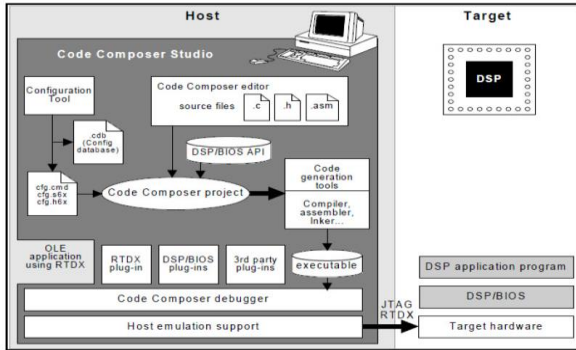 Host
Target
Code Composer Studio
Configuration
Tool
.cdb
(Config
database)
cfg.cmd
cfg.s6x
cfg.h6x
Code Composer editor
source files
.c
.h
.asm
DSP/BIOS API
Code Composer project
Code
generation
tools
Compiler,
assembler,
linker...
DSP
OLE
application
using RTDX
RTDX
plug-in
DSP/BIOS
plug-ins
3rd party
plug-ins
executable
Code Composer debugger
Host emulation support
JTAG
RTDX
DSP application program
DSP/BIOS
Target hardware